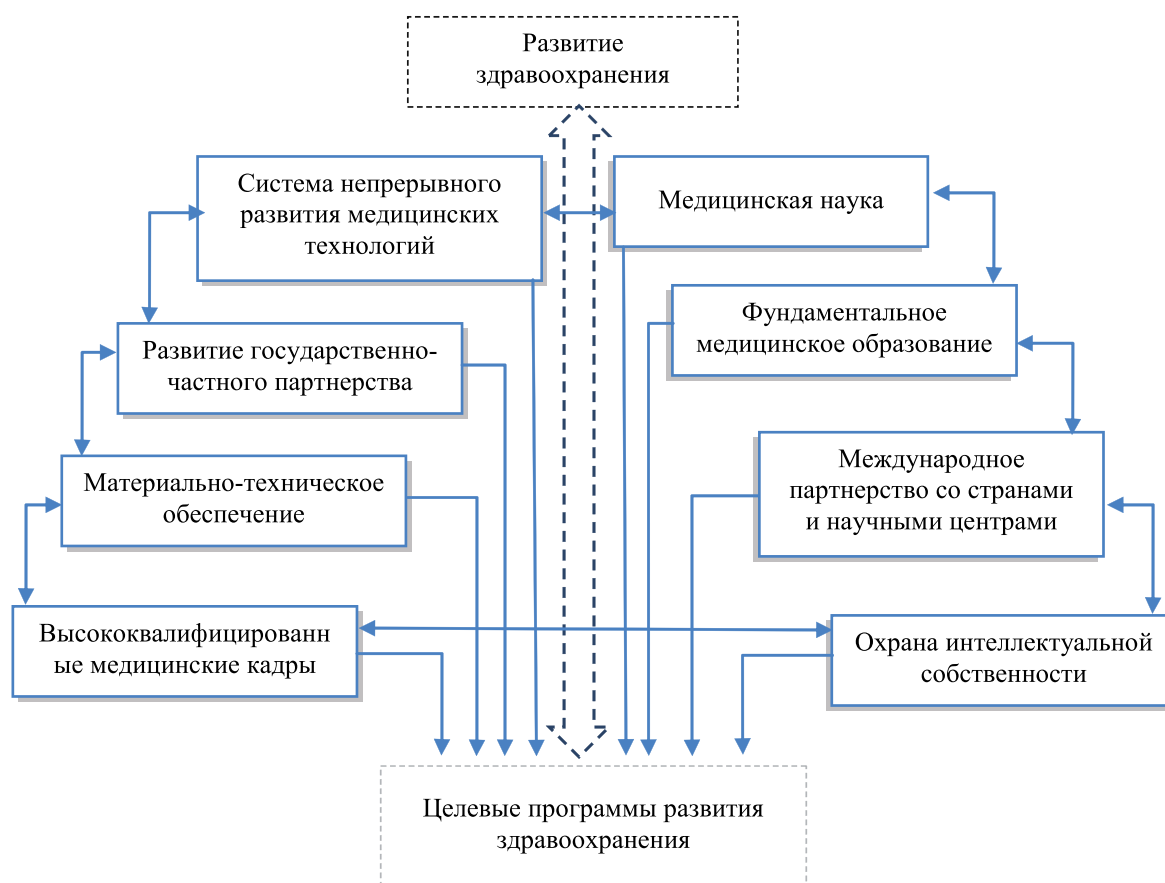 Развитие
здравоохранения
Система непрерывного
развития медицинских
технологий
Медицинская наука
Фундаментальное
медицинское образование
Развитие государственно-
частного партнерства
Международное
партнерство со странами
и научными центрами
Материально-техническое
обеспечение
Высококвалифицированн
ые медицинские кадры
Охрана интеллектуальной
собственности
Целевые программы развития
здравоохранения